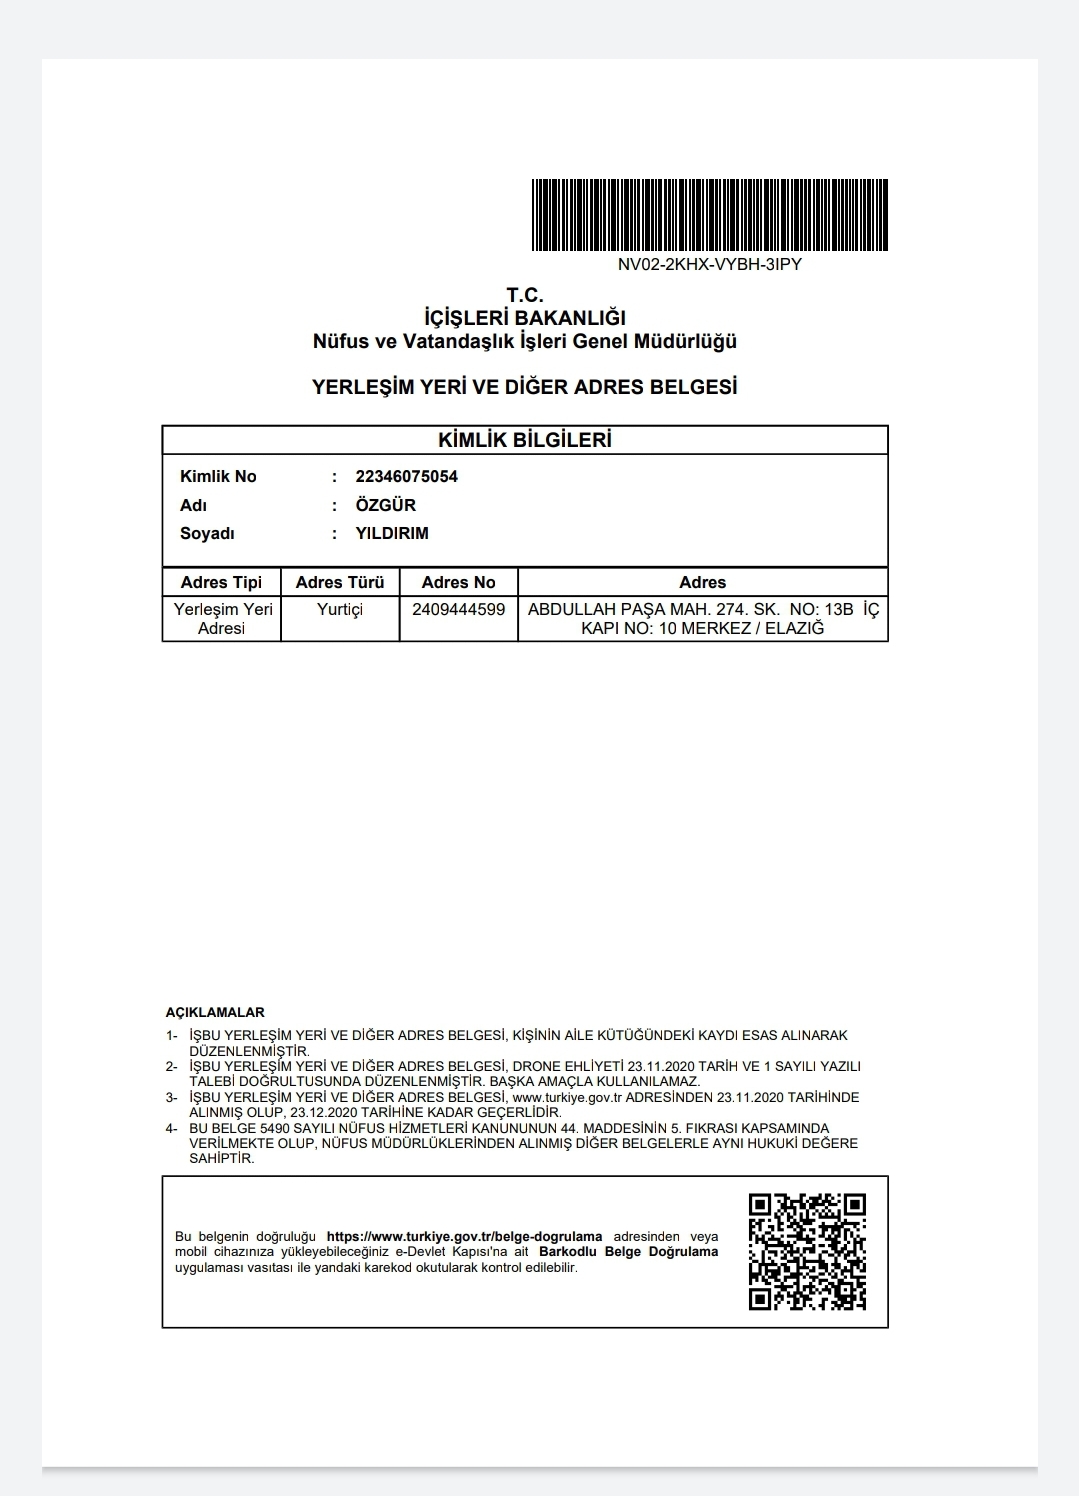 NV02-2KHX-VYBH-3IPY
T.C.
İÇİŞLERİ BAKANLIĞI
Nüfus ve Vatandaşlık İşleri Genel Müdürlüğü
YERLEŞİM YERİ VE DİĞER ADRES BELGESİ
KİMLİK BİLGİLERİ
Kimlik No : 22346075054
Adı : ÖZGÜR
Soyadı : YILDIRIM
Adres Tipi Adres Türü Adres No Adres
Yerleşim Yeri Yurtiçi 2409444599 ABDULLAH PAŞA MAH. 274. SK. NO: 13B İÇ
Adresi KAPI NO: 10 MERKEZ / ELAZIĞ
AÇIKLAMALAR
1- İŞBU YERLEŞİM YERİ VE DİĞER ADRES BELGESİ, KİŞİNİN AİLE KÜTÜĞÜNDEKİ KAYDI ESAS ALINARAK
DÜZENLENMİŞTİR.
2- İŞBU YERLEŞİM YERİ VE DİĞER ADRES BELGESİ, DRONE EHLİYETİ 23.11.2020 TARİH VE 1 SAYILI YAZILI
TALEBİ DOĞRULTUSUNDA DÜZENLENMİŞTİR. BAŞKA AMAÇLA KULLANILAMAZ.
3- İŞBU YERLEŞİM YERİ VE DİĞER ADRES BELGESİ, www.turkiye.gov.tr ADRESİNDEN 23.11.2020 TARİHİNDE
ALINMIŞ OLUP, 23.12.2020 TARİHİNE KADAR GEÇERLİDİR.
4- BU BELGE 5490 SAYILI NÜFUS HİZMETLERİ KANUNUNUN 44. MADDESİNİN 5. FIKRASI KAPSAMINDA
VERİLMEKTE OLUP, NÜFUS MÜDÜRLÜKLERİNDEN ALINMIŞ DİĞER BELGELERLE AYNI HUKUKİ DEĞERE
SAHİPTİR.
Bu belgenin doğruluğu https://www.turkiye.gov.tr/belge-dogrulama adresinden veya
mobil cihazınıza yükleyebileceğiniz e-Devlet Kapısı'na ait Barkodlu Belge Doğrulama
uygulaması vasıtası ile yandaki karekod okutularak kontrol edilebilir.